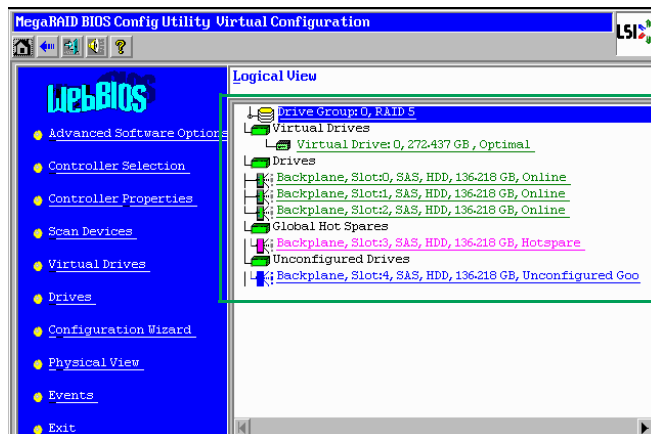 MegaRAID BIOS Config Utility Virtual Configuration
LSI
?
WebBIOS
Advanced Software Options
Controller Selection
Controller Properties
Scan Devices
Virtual Drives
Drives
Configuration Wizard
Physical View
Events
Exit
Logical View
Drive Group: 0, RAID 5
Virtual Drives
Virtual Drive: 0, 272.437 GB, Optimal
Drives
Backplane, Slot:0, SAS, HDD, 136.218 GB, Online
Backplane, Slot:1, SAS, HDD, 136.218 GB, Online
Backplane, Slot:2, SAS, HDD, 136.218 GB, Online
Global Hot Spares
Backplane, Slot:3, SAS, HDD, 136.218 GB, Hotspare
Unconfigured Drives
Backplane, Slot:4, SAS, HDD, 136.218 GB, Unconfigured Goo